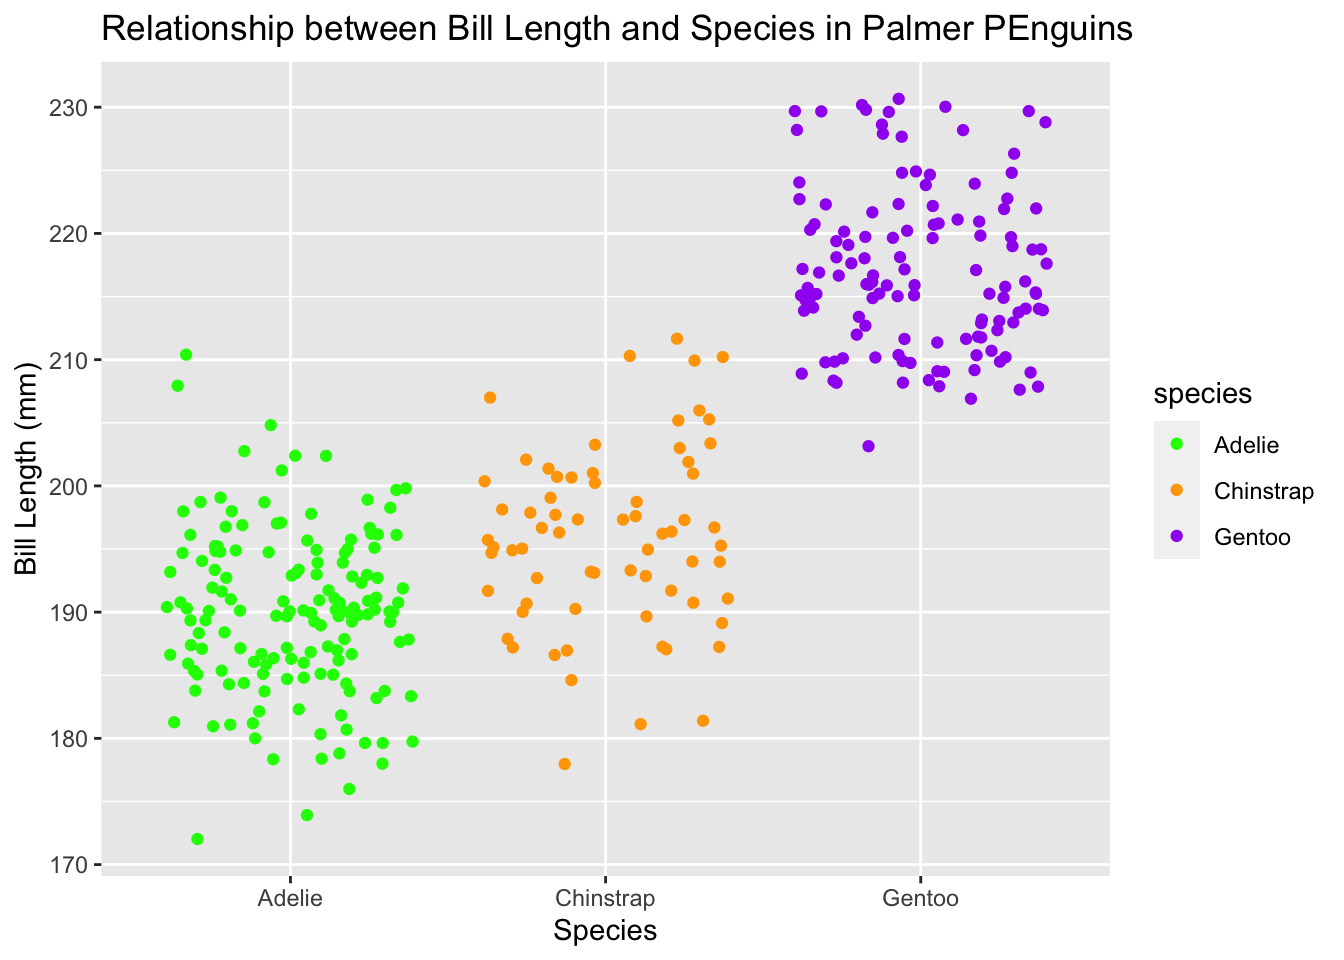 Relationship between Bill Length and Species in Palmer PEnguins
230
220
210
200
190
180
170
Bill Length (mm)
Adelie
Chinstrap
Gentoo
Species
species
Adelie
Chinstrap
Gentoo